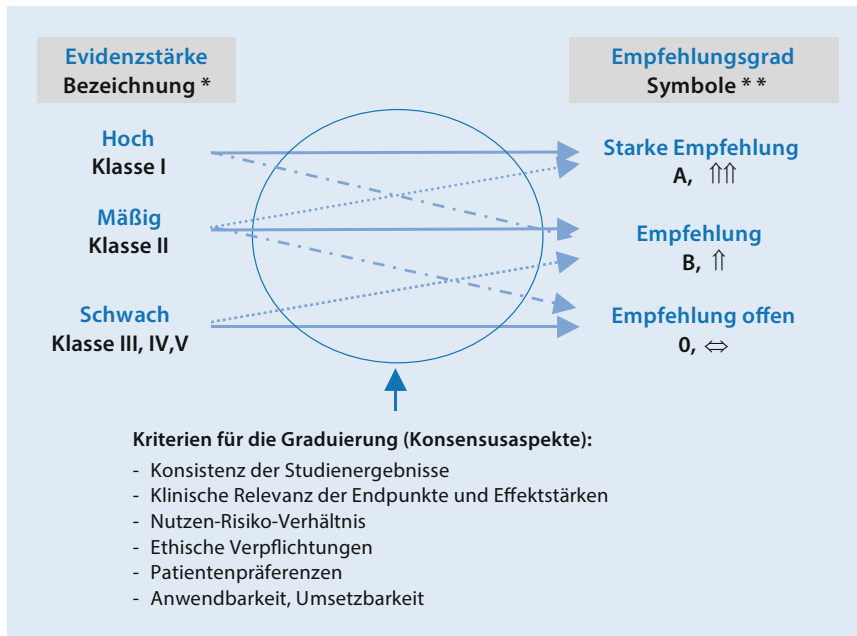 Evidenzstärke
Bezeichnung *
Empfehlungsgrad
Symbole * *
Hoch
Klasse I
Starke Empfehlung
A, ⇑⇑
Mäßig
Klasse II
Empfehlung
B, ⇑
Schwach
Klasse III, IV,V
Empfehlung offen
0, ⇔
Kriterien für die Graduierung (Konsensusaspekte):
- Konsistenz der Studienergebnisse
- Klinische Relevanz der Endpunkte und Effektstärken
- Nutzen-Risiko-Verhältnis
- Ethische Verpflichtungen
- Patientenpräferenzen
- Anwendbarkeit, Umsetzbarkeit